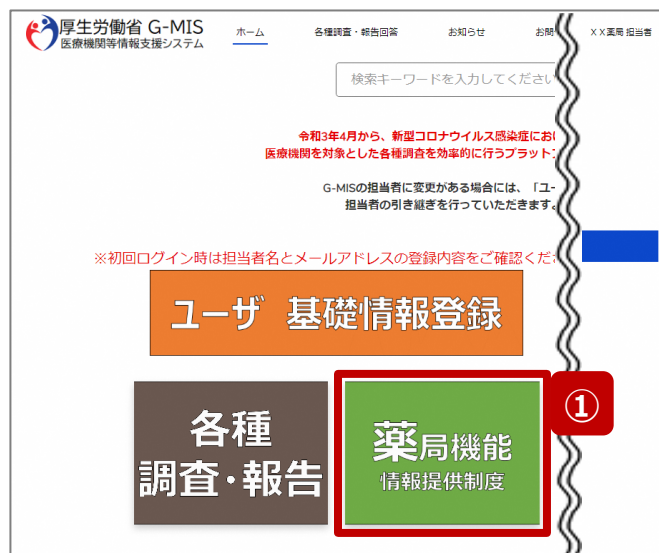 厚生労働省 G-MIS
医療機関等情報支援システム
ホーム
各種調査・報告回答
お知らせ
お問
XX薬局 担当者
検索キーワードを入力してください
令和3年4月から、新型コロナウイルス感染症におい
医療機関を対象とした各種調査を効率的に行うプラットフ
G-MISの担当者に変更がある場合には、「ユー
担当者の引き継ぎを行っていただきます。
※初回ログイン時は担当者名とメールアドレスの登録内容をご確認くださ
ユーザ 基礎情報登録
各種
調査・報告
薬局機能
情報提供制度
①